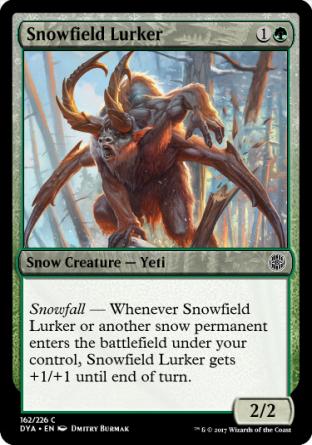 Snowfield Lurker 1
Snow Creature — Yeti
Snowfall — Whenever Snowfield
Lurker or another snow permanent
enters the battlefield under your
control, Snowfield Lurker gets
+1/+1 until end of turn.
2/2
162/226 C
DYA • EN Dmitry Burmak
™ & © 2017 Wizards of the Coast